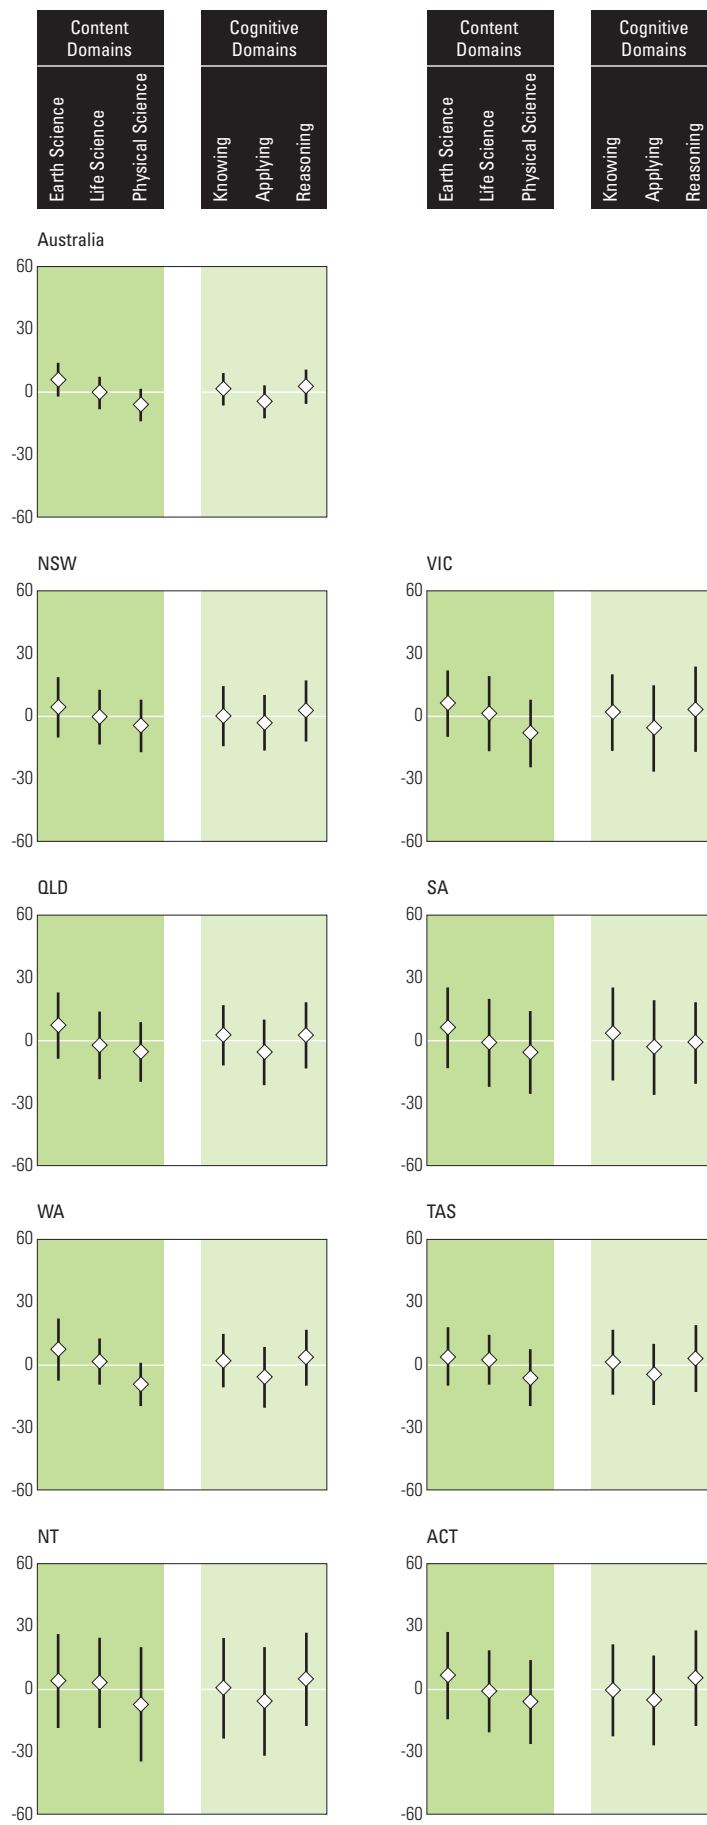 Content
Domains
Cognitive
Domains
Content
Domains
Cognitive
Domains
Earth Science
Life Science
Physical Science
Knowing
Applying
Reasoning
Earth Science
Life Science
Physical Science
Knowing
Applying
Reasoning
Australia
60
30
0
-30
-60
NSW
60
30
0
-30
-60
VIC
60
30
0
-30
-60
QLD
60
30
0
-30
-60
SA
60
30
0
-30
-60
WA
60
30
0
-30
-60
TAS
60
30
0
-30
-60
NT
60
30
0
-30
-60
ACT
60
30
0
-30
-60